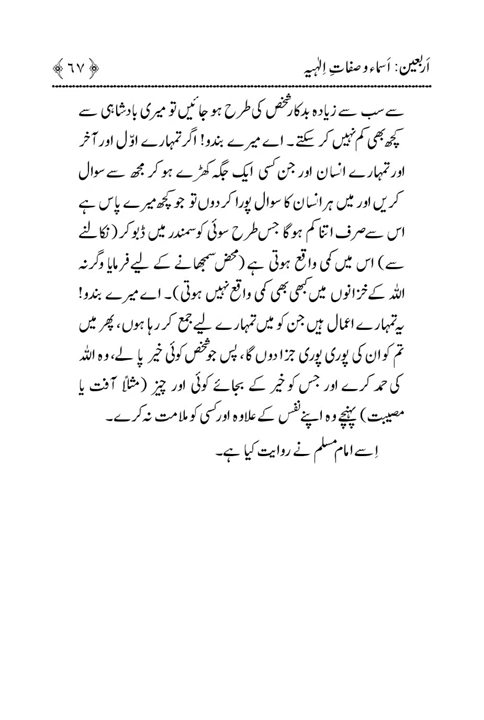 اَربعین: اَسماء و صفاتِ اِلٰہیہ ﴿ ٦٧ ﴾
سے سب سے زیادہ بدکار شخص کی طرح ہو جائیں تو میری بادشاہی سے
کچھ بھی کم نہیں کر سکتے۔ اے میرے بندو! اگر تمہارے اوّل اور آخر
اور تمہارے انسان اور جن کسی ایک جگہ کھڑے ہو کر مجھ سے سوال
کریں اور میں ہر انسان کا سوال پورا کر دوں تو جو کچھ میرے پاس ہے
اس سے صرف اتنا کم ہو گا جس طرح سوئی کو سمندر میں ڈبو کر (نکالنے
سے) اس میں کمی واقع ہوتی ہے (محض سمجھانے کے لیے فرمایا وگرنہ
اللہ کے خزانوں میں کبھی بھی کمی واقع نہیں ہوتی)۔ اے میرے بندو!
یہ تمہارے اعمال ہیں جن کو میں تمہارے لیے جمع کر رہا ہوں، پھر میں
تم کو ان کی پوری پوری جزا دوں گا، پس جو شخص کوئی خیر پا لے، وہ اللہ
کی حمد کرے اور جس کو خیر کے بجائے کوئی اور چیز (مثلاً آفت یا
مصیبت) پہنچے وہ اپنے نفس کے علاوہ اور کسی کو ملامت نہ کرے۔
اِسے امام مسلم نے روایت کیا ہے۔